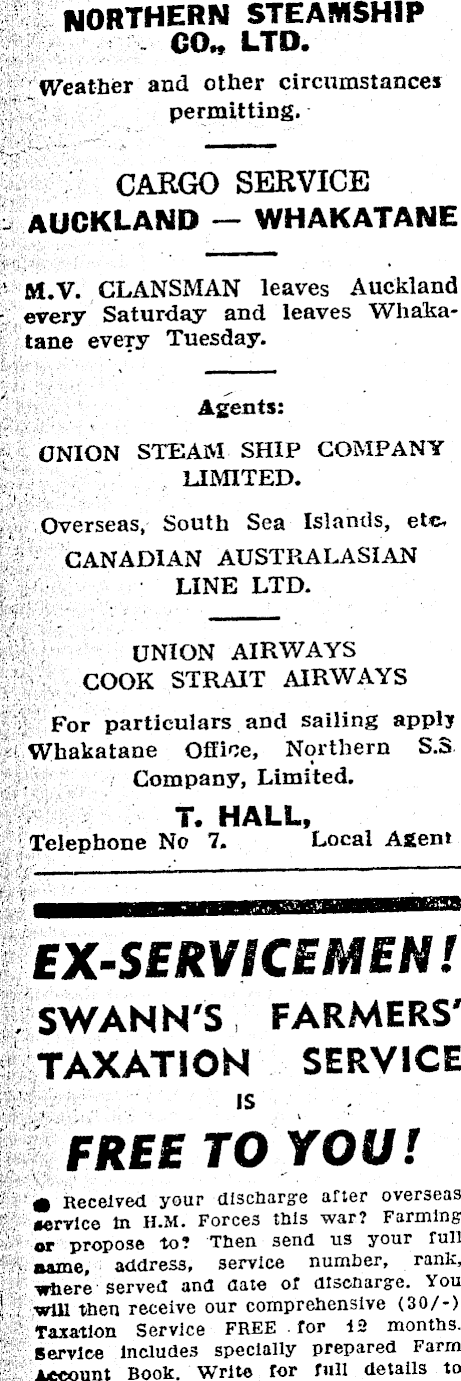 NORTHERN STEAMSHIP
CO., LTD.
Weather and other circumstances
permitting.
CARGO SERVICE
AUCKLAND — WHAKATANE
M.V. CLANSMAN leaves Auckland
every Saturday and leaves Whaka-
tane every Tuesday.
Agents:
UNION STEAM SHIP COMPANY
LIMITED.
Overseas, South Sea Islands, etc.
CANADIAN AUSTRALASIAN
LINE LTD.
UNION AIRWAYS
COOK STRAIT AIRWAYS
For particulars and sailing apply
Whakatane Office, Northern S.S.
Company, Limited.
T. HALL,
Telephone No 7. Local Agent
EX-SERVICEMEN!
SWANN'S FARMERS'
TAXATION SERVICE
IS
FREE TO YOU!
● Received your discharge after overseas
service in H.M. Forces this war? Farming
or propose to? Then send us your full
name, address, service number, rank,
where served and date of discharge. You
will then receive our comprehensive (30/-)
Taxation Service FREE for 12 months.
Service includes specially prepared Farm
Account Book. Write for full details to